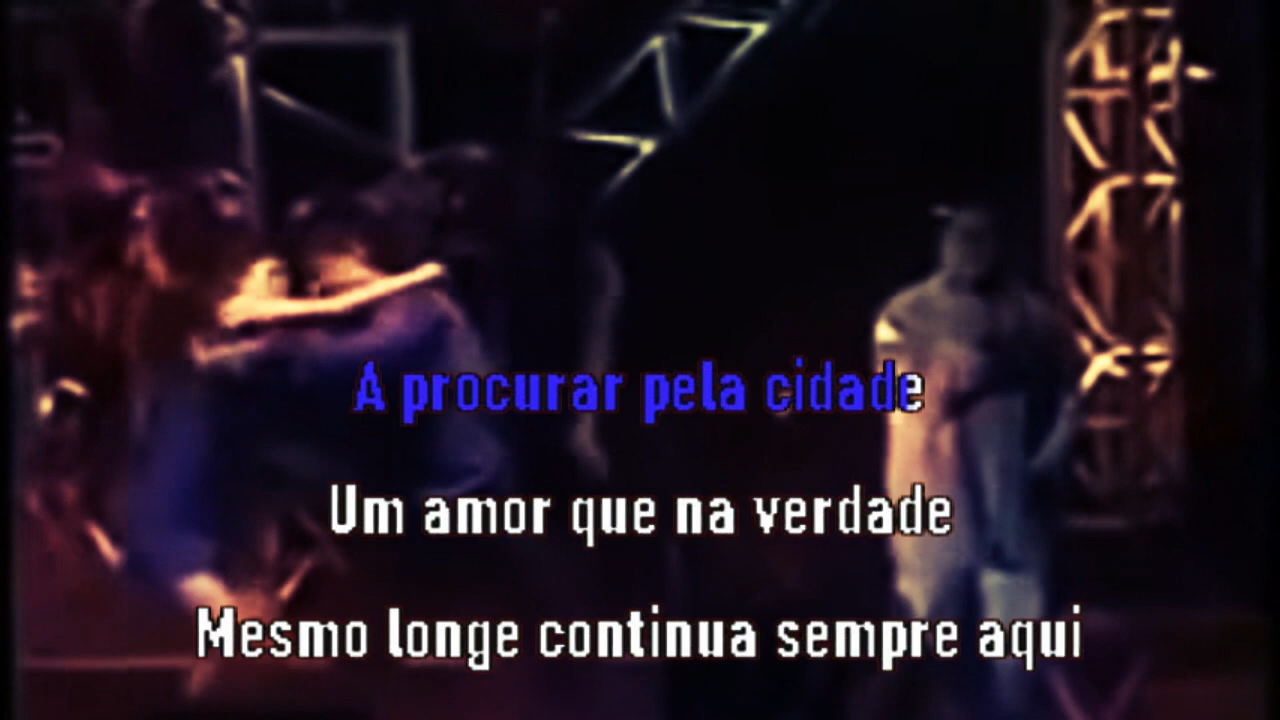 A procurar pela cidade
Um amor que na verdade
Mesmo longe continua sempre aqui